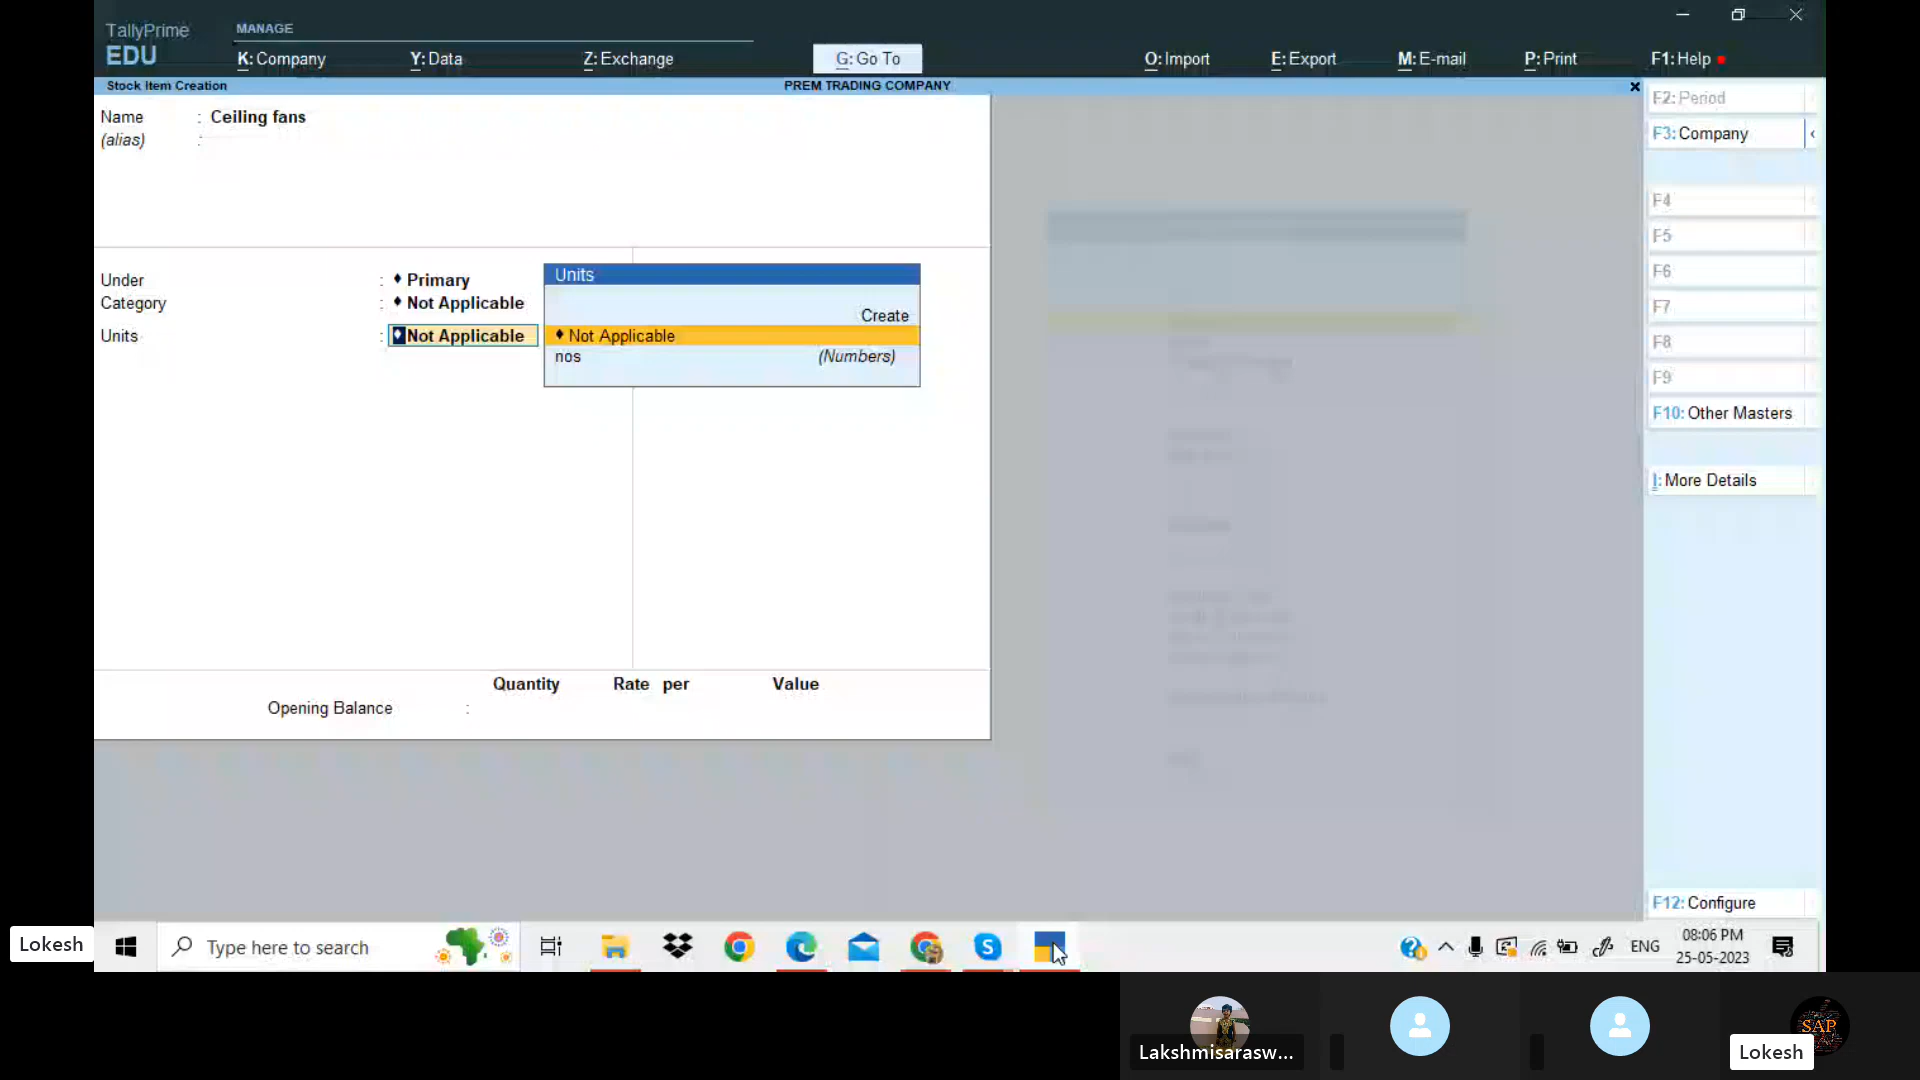 TallyPrime
EDU
MANAGE
K: Company
Y: Data
Z: Exchange
G: Go To
O: Import
E: Export
M: E-mail
P: Print
F1: Help
Stock Item Creation
PREM TRADING COMPANY
Name : Ceiling fans
(alias) :
Under : ♦ Primary
Category : ♦ Not Applicable
Units : ♦ Not Applicable
Units
Create
♦ Not Applicable
nos (Numbers)
Quantity Rate per Value
Opening Balance :
F2: Period
F3: Company
F4
F5
F6
F7
F8
F9
F10: Other Masters
I: More Details
F12: Configure
Lokesh
Type here to search
ENG
08:06 PM
25-05-2023
Lakshmisarasw...
SAP
Lokesh